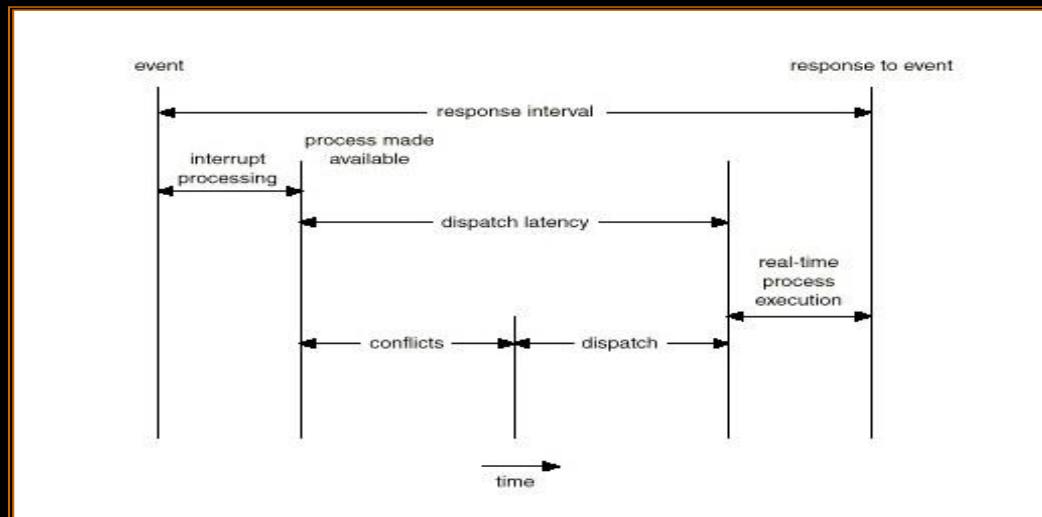 event
response to event
response interval
process made
available
interrupt
processing
dispatch latency
real-time
process
execution
conflicts
dispatch
time